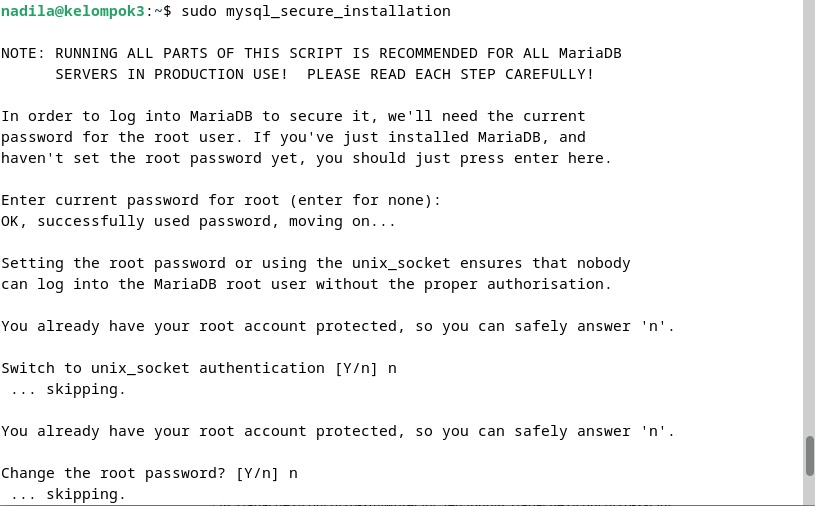 nadila@kelompok3:~$ sudo mysql_secure_installation
NOTE: RUNNING ALL PARTS OF THIS SCRIPT IS RECOMMENDED FOR ALL MariaDB
      SERVERS IN PRODUCTION USE!  PLEASE READ EACH STEP CAREFULLY!
In order to log into MariaDB to secure it, we'll need the current
password for the root user. If you've just installed MariaDB, and
haven't set the root password yet, you should just press enter here.
Enter current password for root (enter for none):
OK, successfully used password, moving on...
Setting the root password or using the unix_socket ensures that nobody
can log into the MariaDB root user without the proper authorisation.
You already have your root account protected, so you can safely answer 'n'.
Switch to unix_socket authentication [Y/n] n
 ... skipping.
You already have your root account protected, so you can safely answer 'n'.
Change the root password? [Y/n] n
 ... skipping.